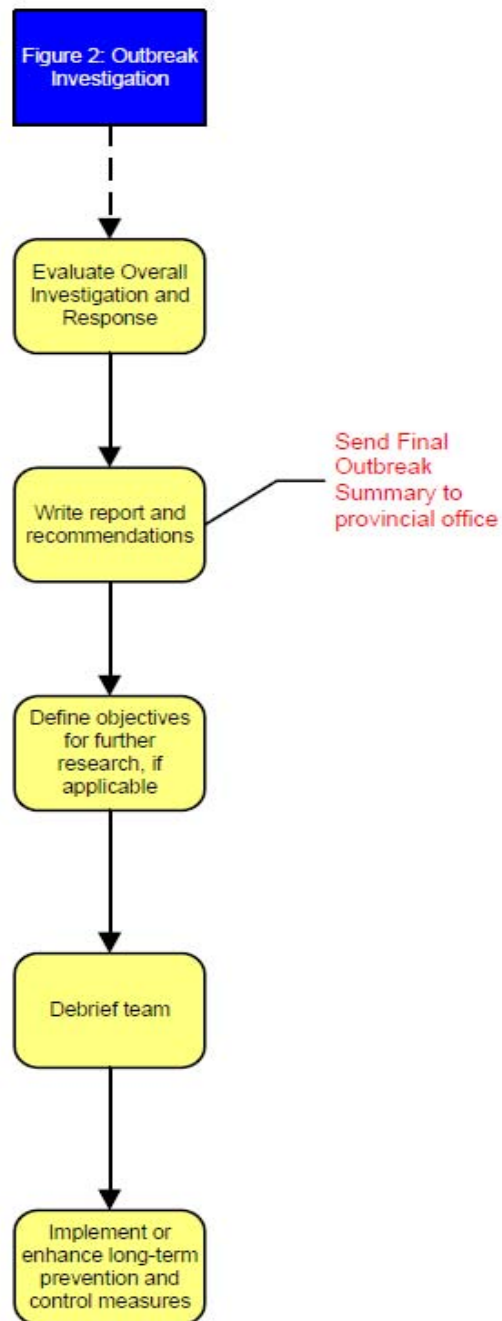 Figure 2: Outbreak
Investigation
Evaluate Overall
Investigation and
Response
Write report and
recommendations
Send Final
Outbreak
Summary to
provincial office
Define objectives
for further
research, if
applicable
Debrief team
Implement or
enhance long-term
prevention and
control measures